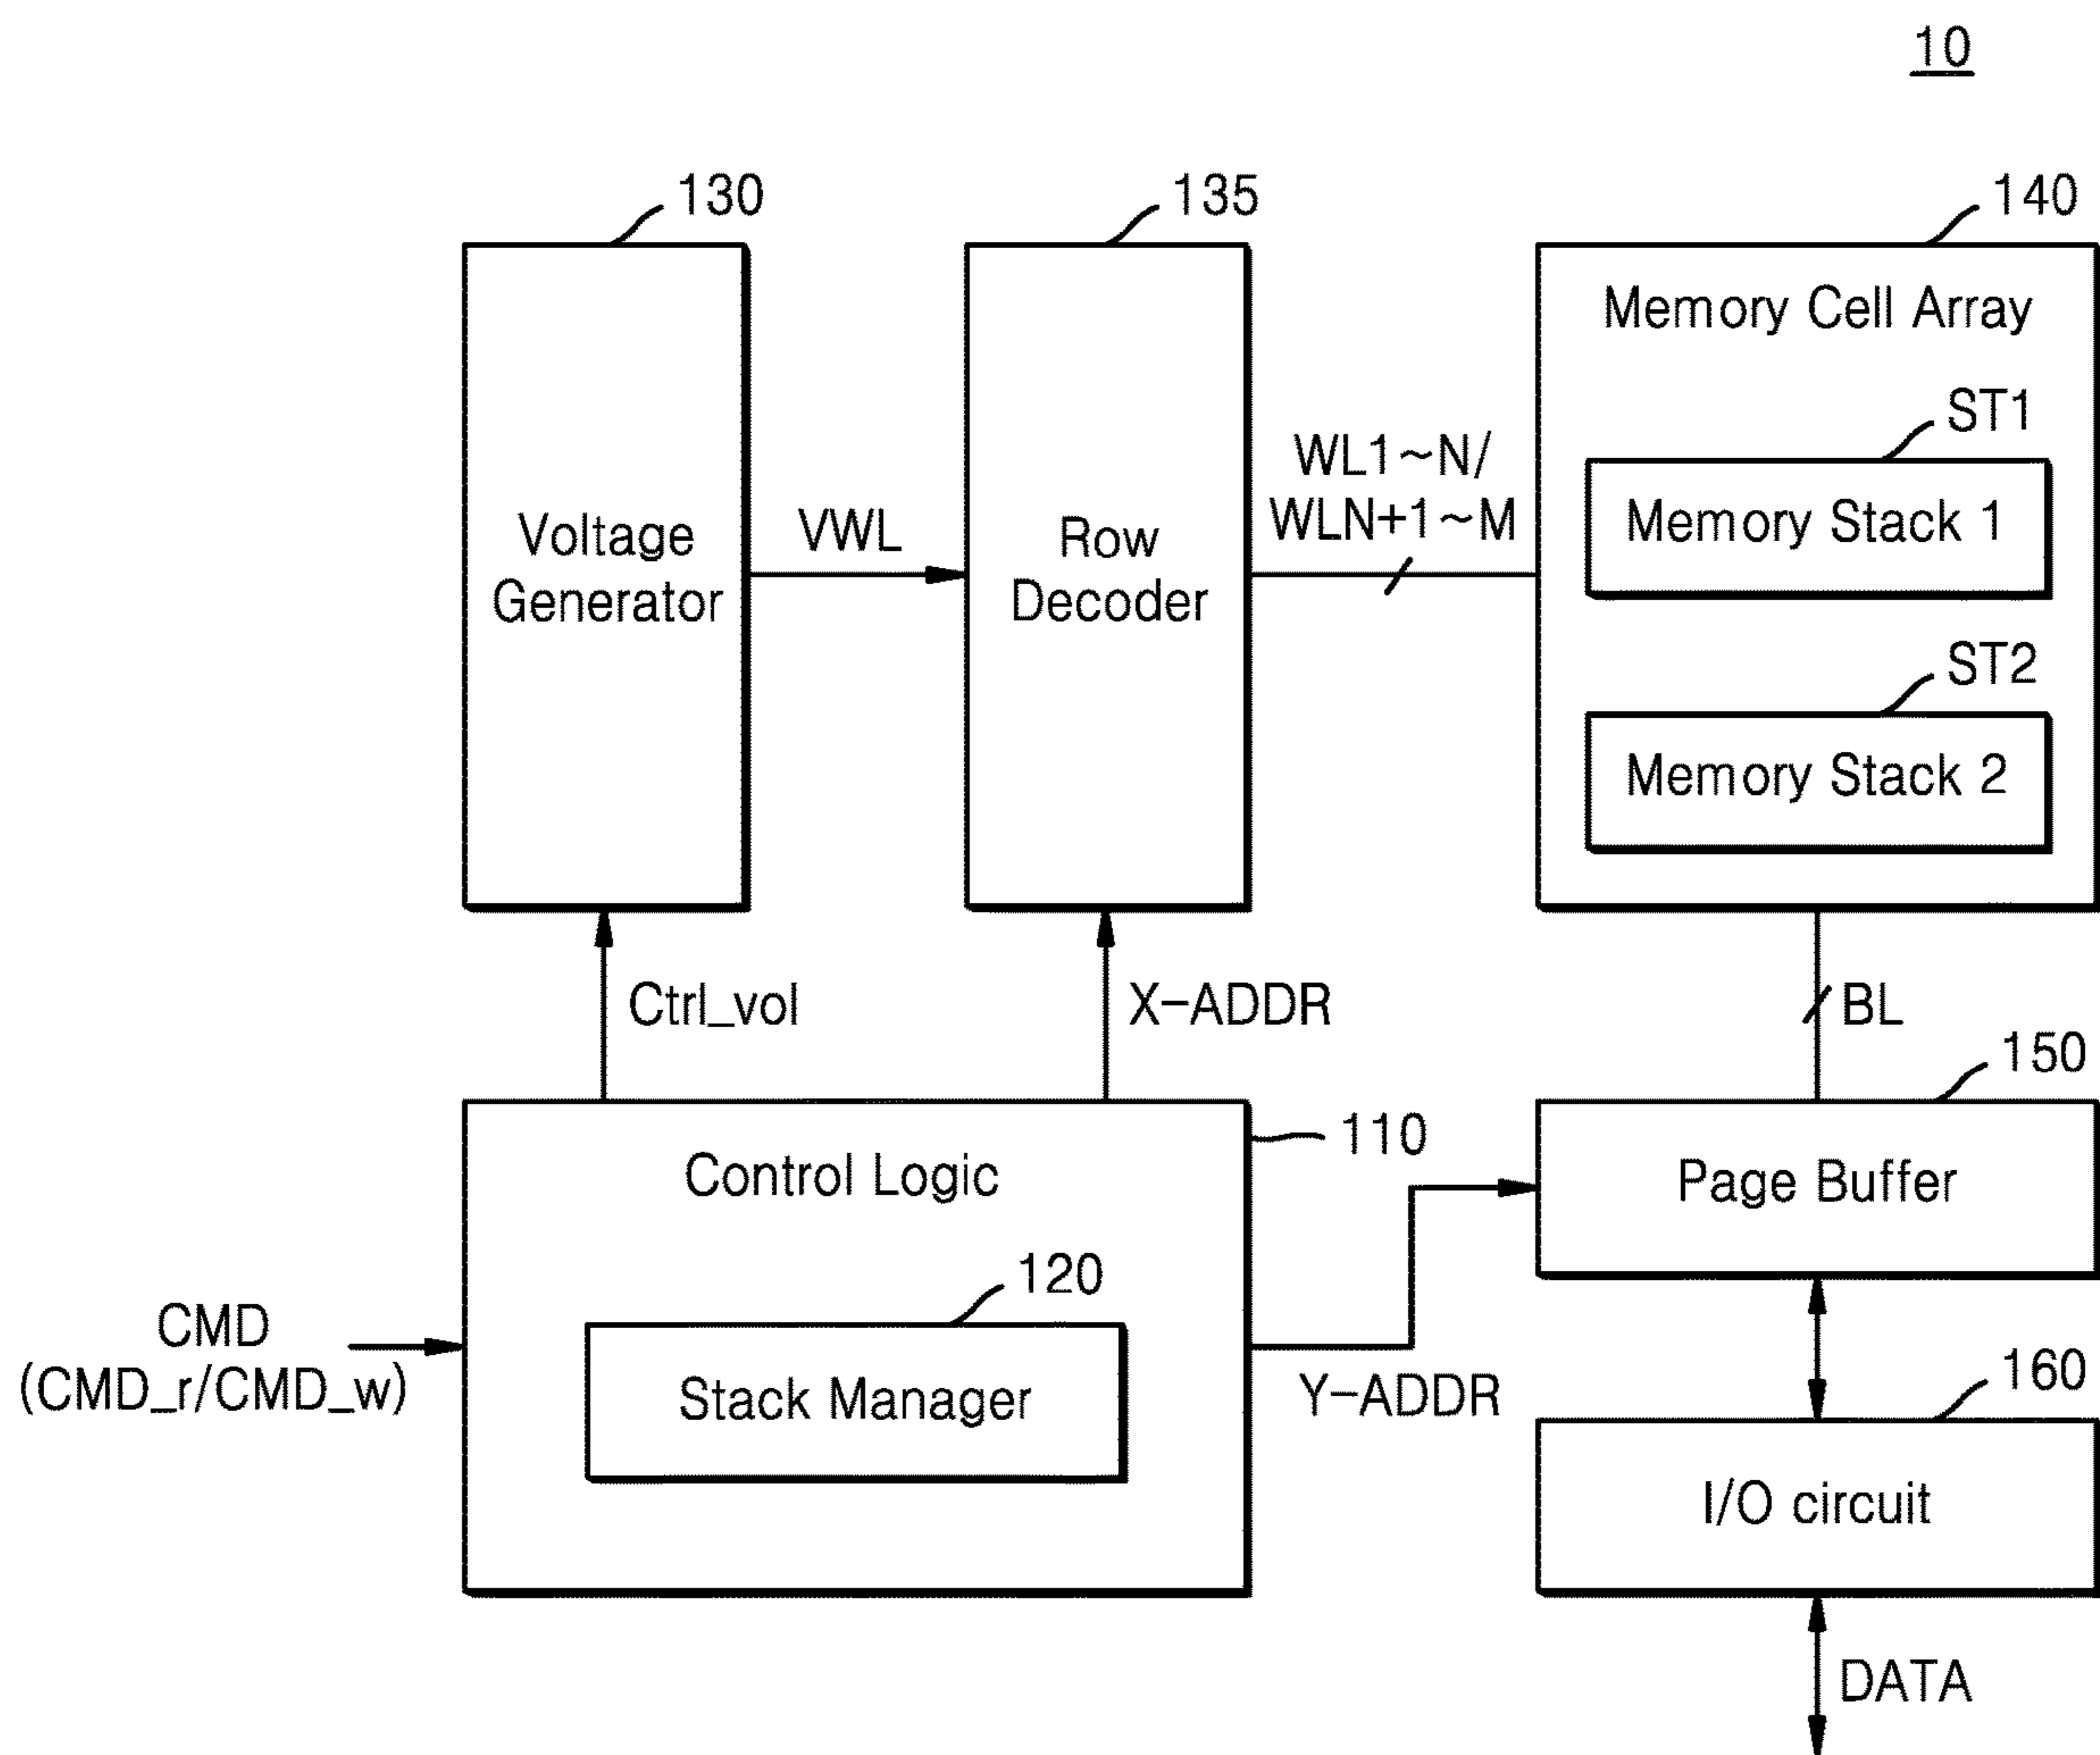 10
130
135
140
Voltage
Generator
VWL
Row
Decoder
WL1~N/
WLN+1~M
Memory Cell Array
ST1
Memory Stack 1
ST2
Memory Stack 2
Ctrl_vol
X-ADDR
BL
110
Control Logic
120
Stack Manager
CMD
(CMD_r/CMD_w)
Y-ADDR
150
Page Buffer
160
I/O circuit
DATA